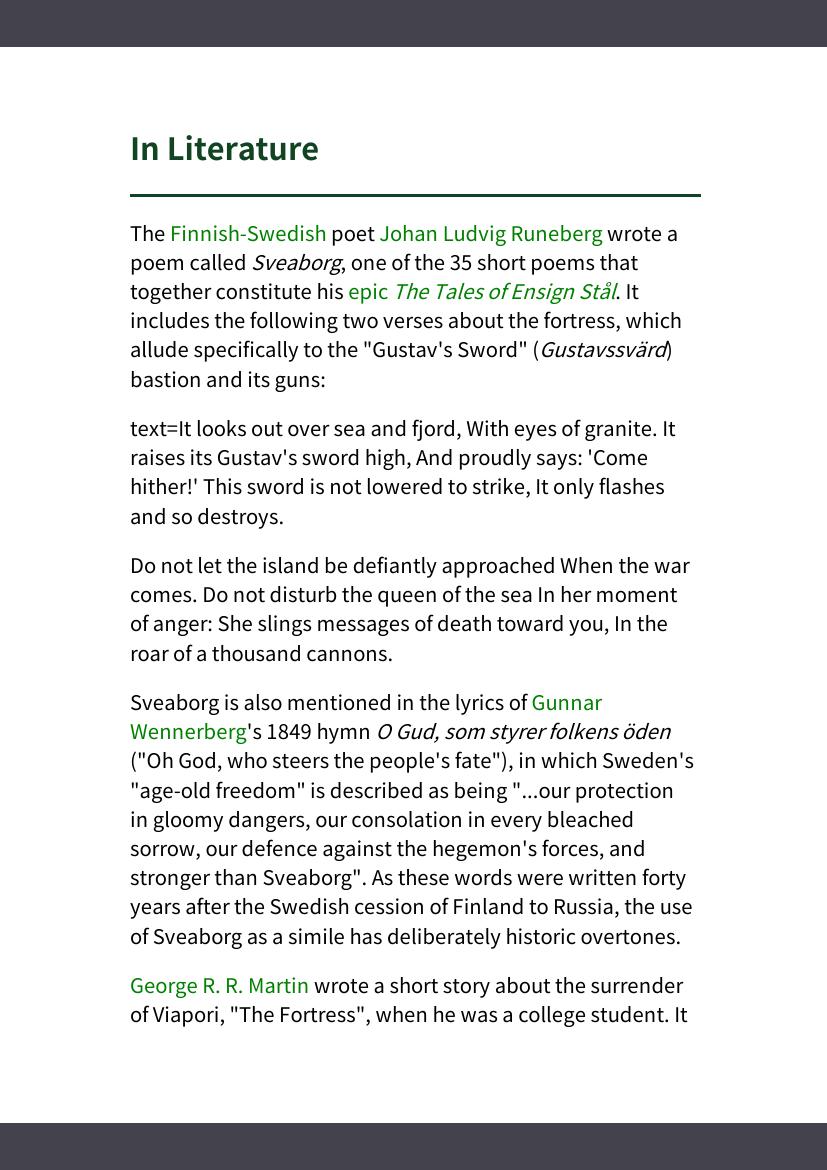 In Literature
The Finnish-Swedish poet Johan Ludvig Runeberg wrote a
poem called Sveaborg, one of the 35 short poems that
together constitute his epic The Tales of Ensign Stål. It
includes the following two verses about the fortress, which
allude specifically to the "Gustav's Sword" (Gustavssvärd)
bastion and its guns:
text=It looks out over sea and fjord, With eyes of granite. It
raises its Gustav's sword high, And proudly says: 'Come
hither!' This sword is not lowered to strike, It only flashes
and so destroys.
Do not let the island be defiantly approached When the war
comes. Do not disturb the queen of the sea In her moment
of anger: She slings messages of death toward you, In the
roar of a thousand cannons.
Sveaborg is also mentioned in the lyrics of Gunnar
Wennerberg's 1849 hymn O Gud, som styrer folkens öden
("Oh God, who steers the people's fate"), in which Sweden's
"age-old freedom" is described as being "...our protection
in gloomy dangers, our consolation in every bleached
sorrow, our defence against the hegemon's forces, and
stronger than Sveaborg". As these words were written forty
years after the Swedish cession of Finland to Russia, the use
of Sveaborg as a simile has deliberately historic overtones.
George R. R. Martin wrote a short story about the surrender
of Viapori, "The Fortress", when he was a college student. It